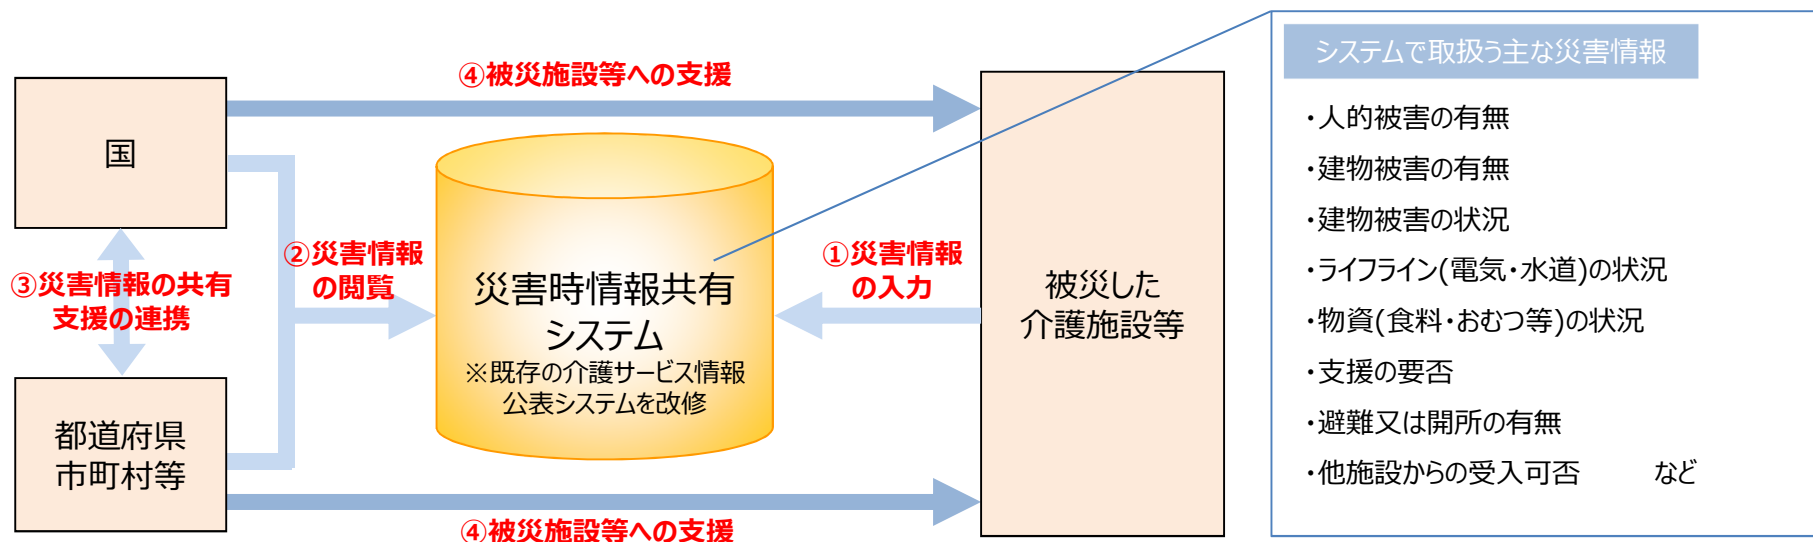 ④被災施設等への支援
国
②災害情報
の閲覧
③災害情報の共有
支援の連携
都道府県
市町村等
災害時情報共有
システム
※既存の介護サービス情報
公表システムを改修
①災害情報
の入力
被災した
介護施設等
④被災施設等への支援
システムで取扱う主な災害情報
・人的被害の有無
・建物被害の有無
・建物被害の状況
・ライフライン(電気・水道)の状況
・物資(食料・おむつ等)の状況
・支援の要否
・避難又は開所の有無
・他施設からの受入可否　　など